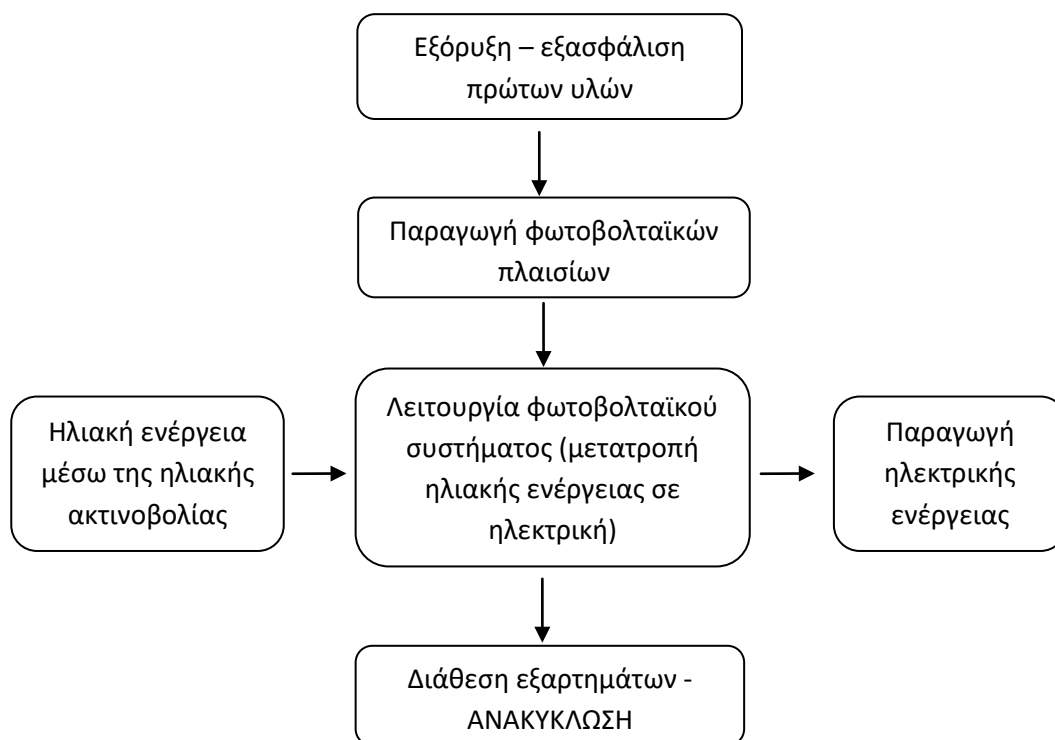 Εξόρυξη – εξασφάλιση
πρώτων υλών
Παραγωγή φωτοβολταϊκών
πλαισίων
Ηλιακή ενέργεια
μέσω της ηλιακής
ακτινοβολίας
Λειτουργία φωτοβολταϊκού
συστήματος (μετατροπή
ηλιακής ενέργειας σε
ηλεκτρική)
Παραγωγή
ηλεκτρικής
ενέργειας
Διάθεση εξαρτημάτων -
ΑΝΑΚΥΚΛΩΣΗ